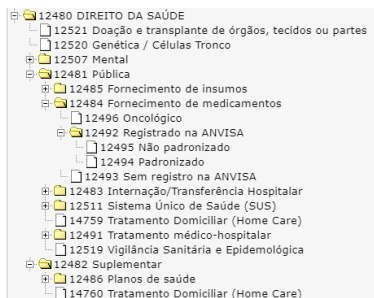 12480 DIREITO DA SAÚDE
12521 Doação e transplante de órgãos, tecidos ou partes
12520 Genética / Células Tronco
12507 Mental
12481 Pública
12485 Fornecimento de insumos
12484 Fornecimento de medicamentos
12496 Oncológico
12492 Registrado na ANVISA
12495 Não padronizado
12494 Padronizado
12493 Sem registro na ANVISA
12483 Internação/Transferência Hospitalar
12511 Sistema Único de Saúde (SUS)
14759 Tratamento Domiciliar (Home Care)
12491 Tratamento médico-hospitalar
12519 Vigilância Sanitária e Epidemológica
12482 Suplementar
12486 Planos de saúde
14760 Tratamento Domiciliar (Home Care)